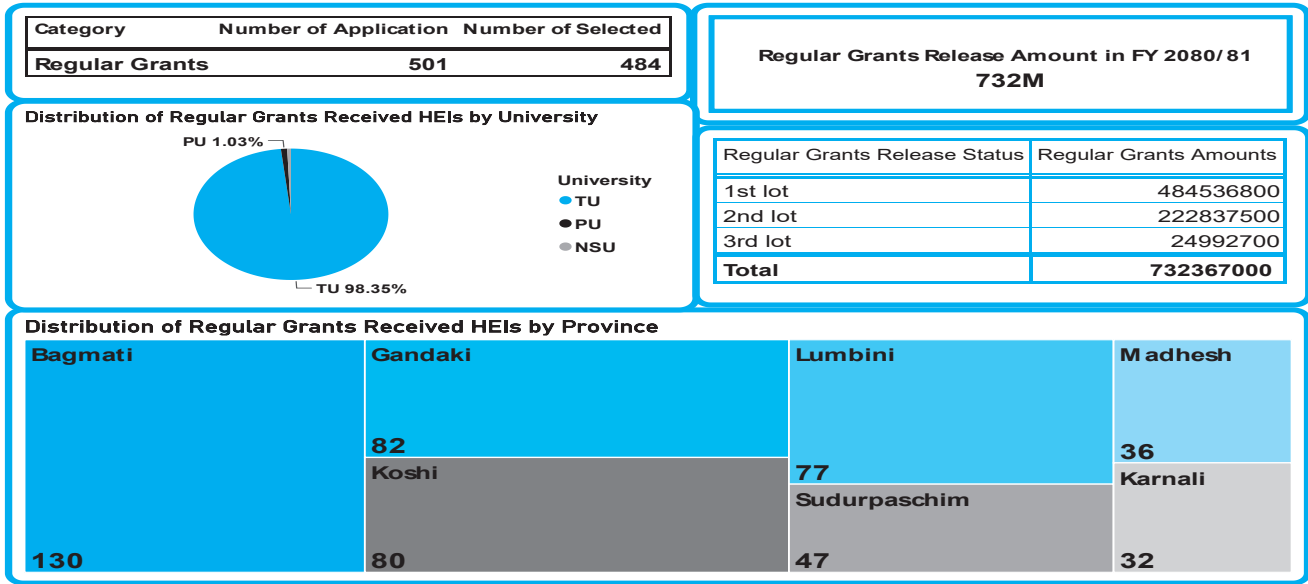 Category Number of Application Number of Selected
Regular Grants 501 484
Regular Grants Release Amount in FY 2080/81
732M
Distribution of Regular Grants Received HEIs by University
PU 1.03%
TU 98.35%
University
TU
PU
NSU
Regular Grants Release Status Regular Grants Amounts
1st lot 484536800
2nd lot 222837500
3rd lot 24992700
Total 732367000
Distribution of Regular Grants Received HEIs by Province
Bagmati
130
Gandaki
82
Koshi
80
Lumbini
77
Sudurpaschim
47
Madhesh
36
Karnali
32